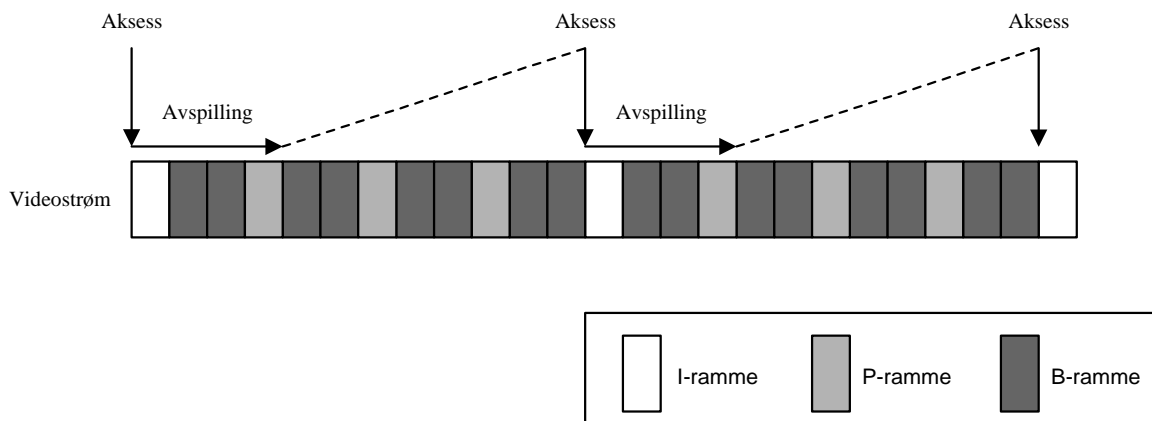 Aksess Aksess Aksess
Avspilling Avspilling
Videostrøm
I-ramme P-ramme B-ramme